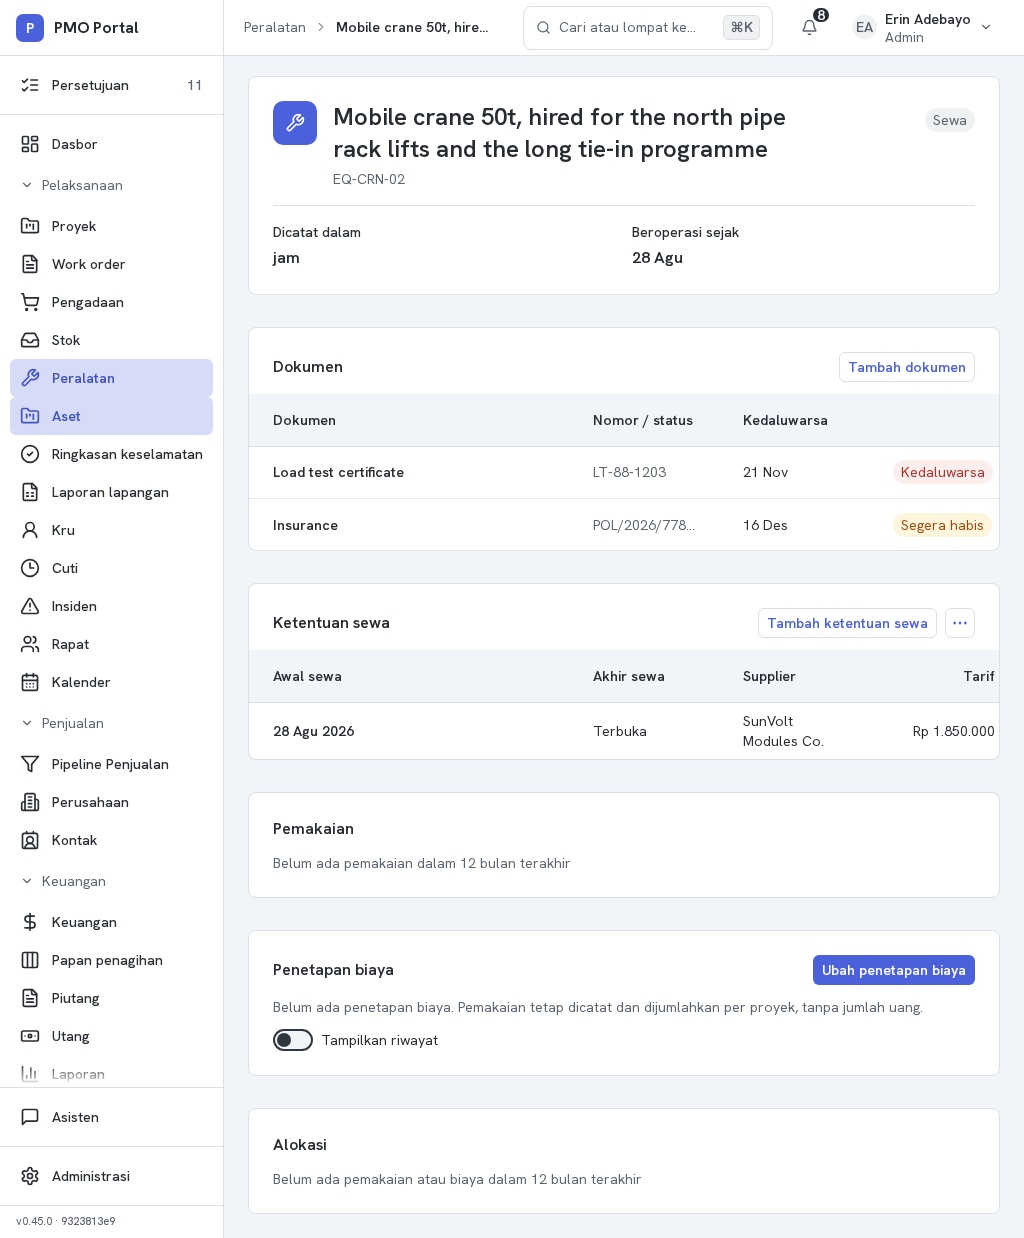 P PMO Portal
Persetujuan 11
Dasbor
Pelaksanaan
Proyek
Work order
Pengadaan
Stok
Peralatan
Aset
Ringkasan keselamatan
Laporan lapangan
Kru
Cuti
Insiden
Rapat
Kalender
Penjualan
Pipeline Penjualan
Perusahaan
Kontak
Keuangan
Keuangan
Papan penagihan
Piutang
Utang
Laporan
Asisten
Administrasi
v0.45.0 · 9323813e9
Peralatan Mobile crane 50t, hire...
Cari atau lompat ke... ⌘K
8
EA Erin Adebayo
Admin
Mobile crane 50t, hired for the north pipe
rack lifts and the long tie-in programme
Sewa
EQ-CRN-02
Dicatat dalam Beroperasi sejak
jam 28 Agu
Dokumen Tambah dokumen
Dokumen Nomor / status Kedaluwarsa
Load test certificate LT-88-1203 21 Nov Kedaluwarsa
Insurance POL/2026/778... 16 Des Segera habis
Ketentuan sewa Tambah ketentuan sewa ...
Awal sewa Akhir sewa Supplier Tarif
28 Agu 2026 Terbuka SunVolt Modules Co. Rp 1.850.000
Pemakaian
Belum ada pemakaian dalam 12 bulan terakhir
Penetapan biaya Ubah penetapan biaya
Belum ada penetapan biaya. Pemakaian tetap dicatat dan dijumlahkan per proyek, tanpa jumlah uang.
Tampilkan riwayat
Alokasi
Belum ada pemakaian atau biaya dalam 12 bulan terakhir